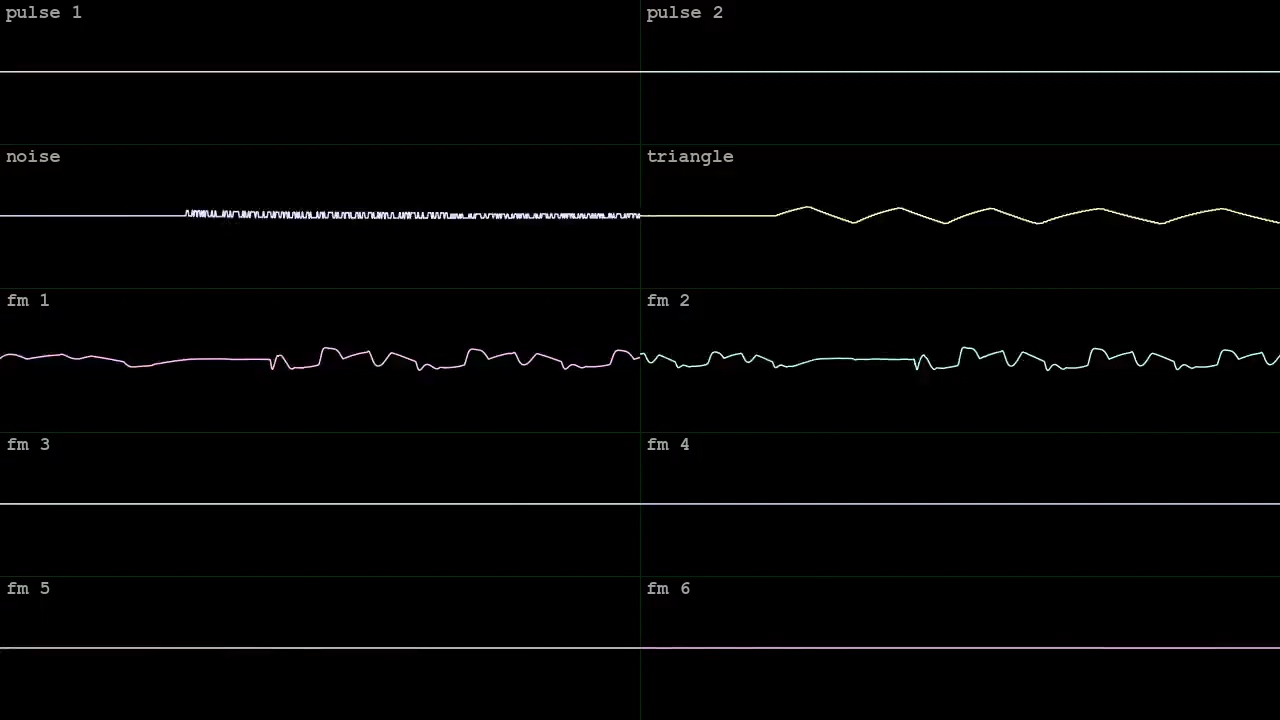 pulse 1
pulse 2
noise
triangle
fm 1
fm 2
fm 3
fm 4
fm 5
fm 6